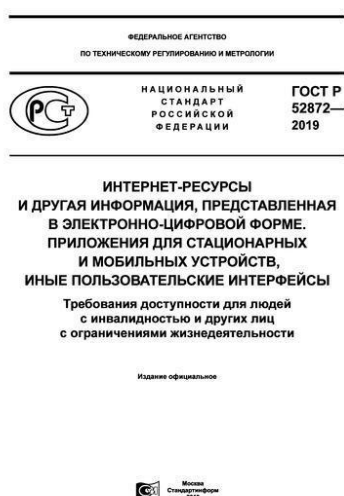 ФЕДЕРАЛЬНОЕ АГЕНТСТВО
ПО ТЕХНИЧЕСКОМУ РЕГУЛИРОВАНИЮ И МЕТРОЛОГИИ
НАЦИОНАЛЬНЫЙ
СТАНДАРТ
РОССИЙСКОЙ
ФЕДЕРАЦИИ
ГОСТ Р
52872—
2019
ИНТЕРНЕТ-РЕСУРСЫ
И ДРУГАЯ ИНФОРМАЦИЯ, ПРЕДСТАВЛЕННАЯ
В ЭЛЕКТРОННО-ЦИФРОВОЙ ФОРМЕ.
ПРИЛОЖЕНИЯ ДЛЯ СТАЦИОНАРНЫХ
И МОБИЛЬНЫХ УСТРОЙСТВ,
ИНЫЕ ПОЛЬЗОВАТЕЛЬСКИЕ ИНТЕРФЕЙСЫ
Требования доступности для людей
с инвалидностью и других лиц
с ограничениями жизнедеятельности
Издание официальное
Москва
Стандартинформ